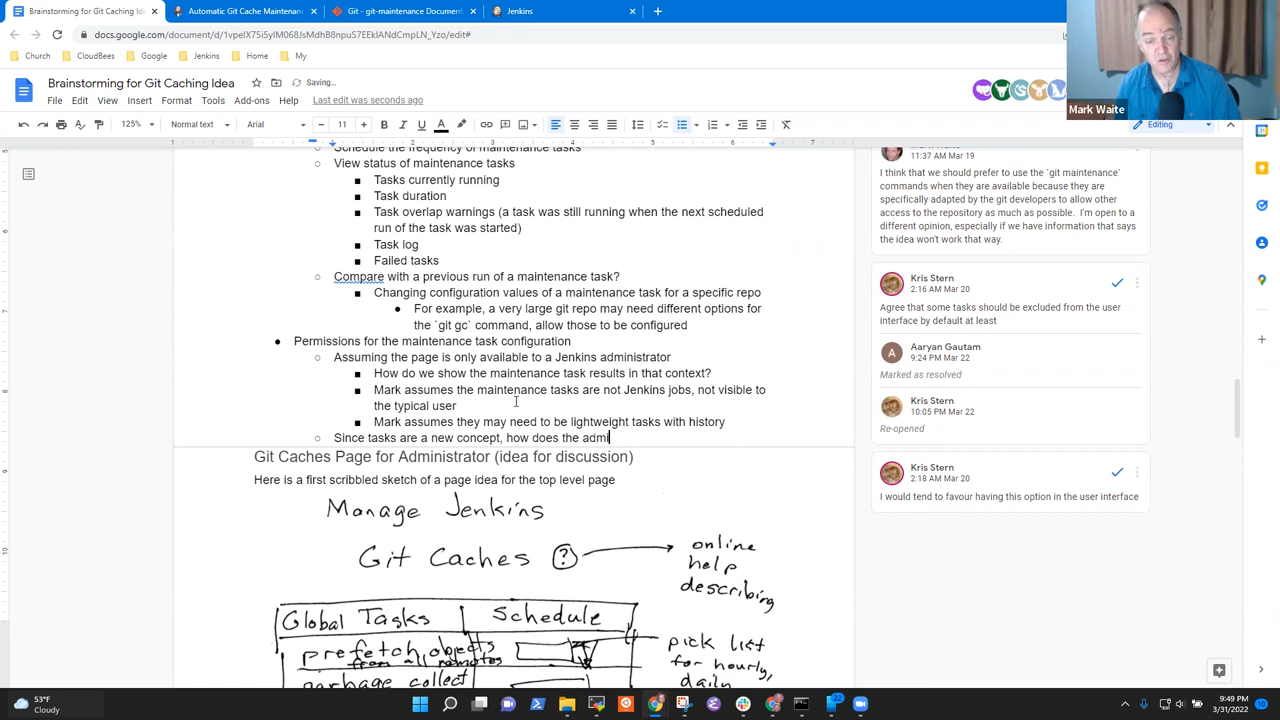 Brainstorming for Git Caching Idea
Automatic Git Cache Maintenan
Git - git-maintenance Document
Jenkins
docs.google.com/document/d/1vpelX75i5yIM068JsMdhB8npuS7EEklANdCmpLN_Yzo/edit#
Church
CloudBees
Google
Jenkins
Home
My
Brainstorming for Git Caching Idea
Saving...
File Edit View Insert Format Tools Add-ons Help Last edit was seconds ago
Mark Waite
125% Normal text Arial 11
Editing
Schedule the frequency of maintenance tasks
View status of maintenance tasks
Tasks currently running
Task duration
Task overlap warnings (a task was still running when the next scheduled
run of the task was started)
Task log
Failed tasks
Compare with a previous run of a maintenance task?
Changing configuration values of a maintenance task for a specific repo
For example, a very large git repo may need different options for
the `git gc` command, allow those to be configured
Permissions for the maintenance task configuration
Assuming the page is only available to a Jenkins administrator
How do we show the maintenance task results in that context?
Mark assumes the maintenance tasks are not Jenkins jobs, not visible to
the typical user
Mark assumes they may need to be lightweight tasks with history
Since tasks are a new concept, how does the admi
Git Caches Page for Administrator (idea for discussion)
Here is a first scribbled sketch of a page idea for the top level page
Manage Jenkins
Git Caches ?
online
help
describing
Global Tasks Schedule
prefetch objects
from all remotes
garbage collect
pick list
for hourly,
daily
11:37 AM Mar 19
I think that we should prefer to use the `git maintenance`
commands when they are available because they are
specifically adapted by the git developers to allow other
access to the repository as much as possible. I'm open to a
different opinion, especially if we have information that says
the idea won't work that way.
Kris Stern
2:16 AM Mar 20
Agree that some tasks should be excluded from the user
interface by default at least
Aaryan Gautam
9:24 PM Mar 22
Marked as resolved
Kris Stern
10:05 PM Mar 22
Re-opened
Kris Stern
2:18 AM Mar 20
I would tend to favour having this option in the user interface
53°F
Cloudy
22
9:49 PM
3/31/2022